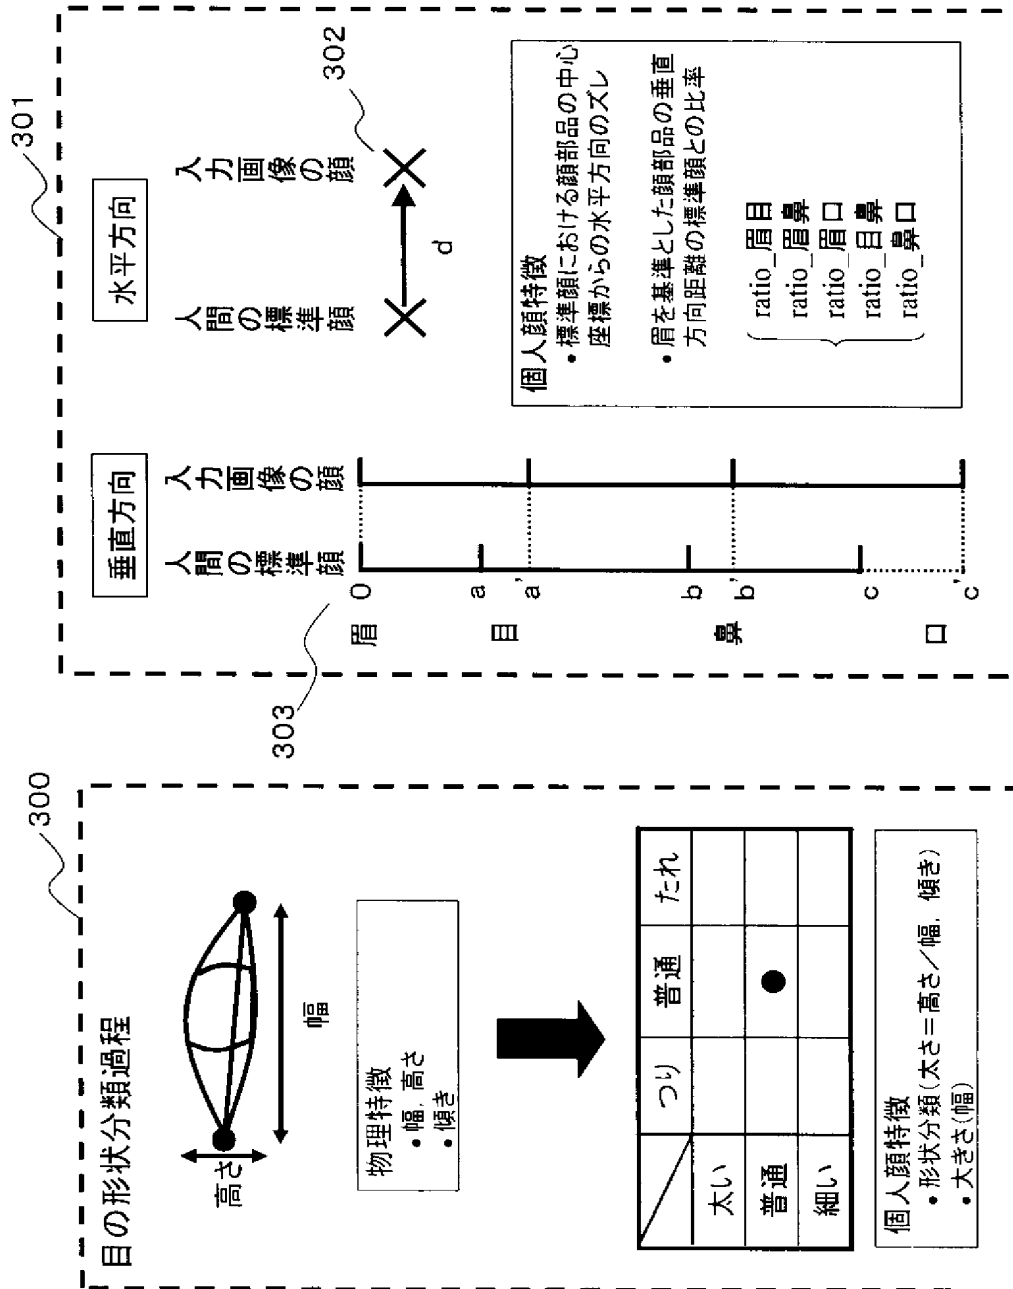 300
目の形状分類過程
高さ
幅
物理特徴
・幅, 高さ
・傾き
つり 普通 たれ
太い
普通
細い
個人顔特徴
・形状分類(太さ=高さ/幅, 傾き)
・大きさ(幅)
301
垂直方向
人間の標準顔
入力画像の顔
303
眉 0
目 a a'
鼻 b b'
口 c c'
水平方向
人間の標準顔
入力画像の顔
302
d
個人顔特徴
・標準顔における顔部品の中心
座標からの水平方向のズレ
・眉を基準とした顔部品の垂直
方向距離の標準顔との比率
ratio_眉目
ratio_眉鼻
ratio_眉口
ratio_目鼻
ratio_鼻口